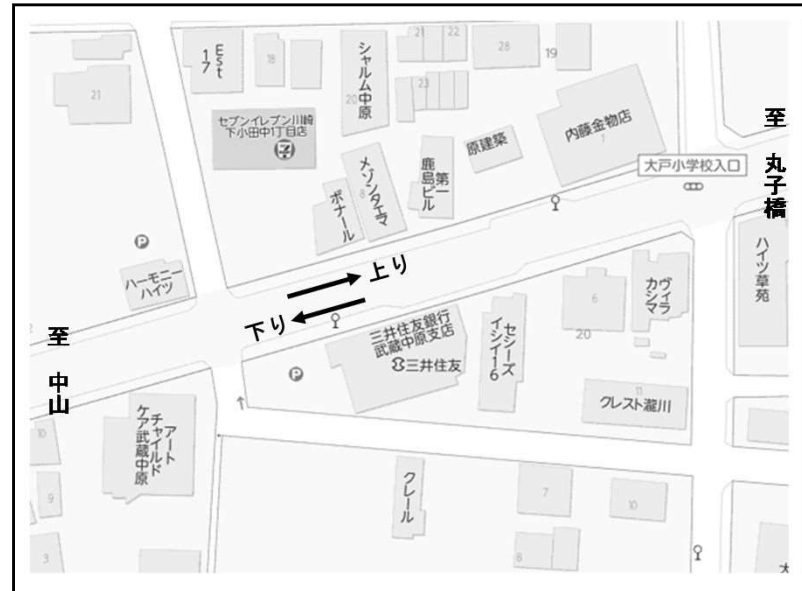 Est
17
18
シャルム中原
20
21
22
23
28
19
21
セブンイレブン川崎
下小田中1丁目店
メゾンタエマ
8
ボナール
第一
鹿島ビル
原建築
内藤金物店
1
大戸小学校入口
至 丸子橋
P
ハーモニー
ハイツ
上り
下り
三井住友銀行
武蔵中原支店
三井住友
セシーズ
イシイ16
6
20
ヴィラ
カシマ
ハイツ草苑
11
クレスト瀧川
至 中山
P
アート
チャイルド
ケア武蔵中原
10
9
3
クレール
7
10
8
大